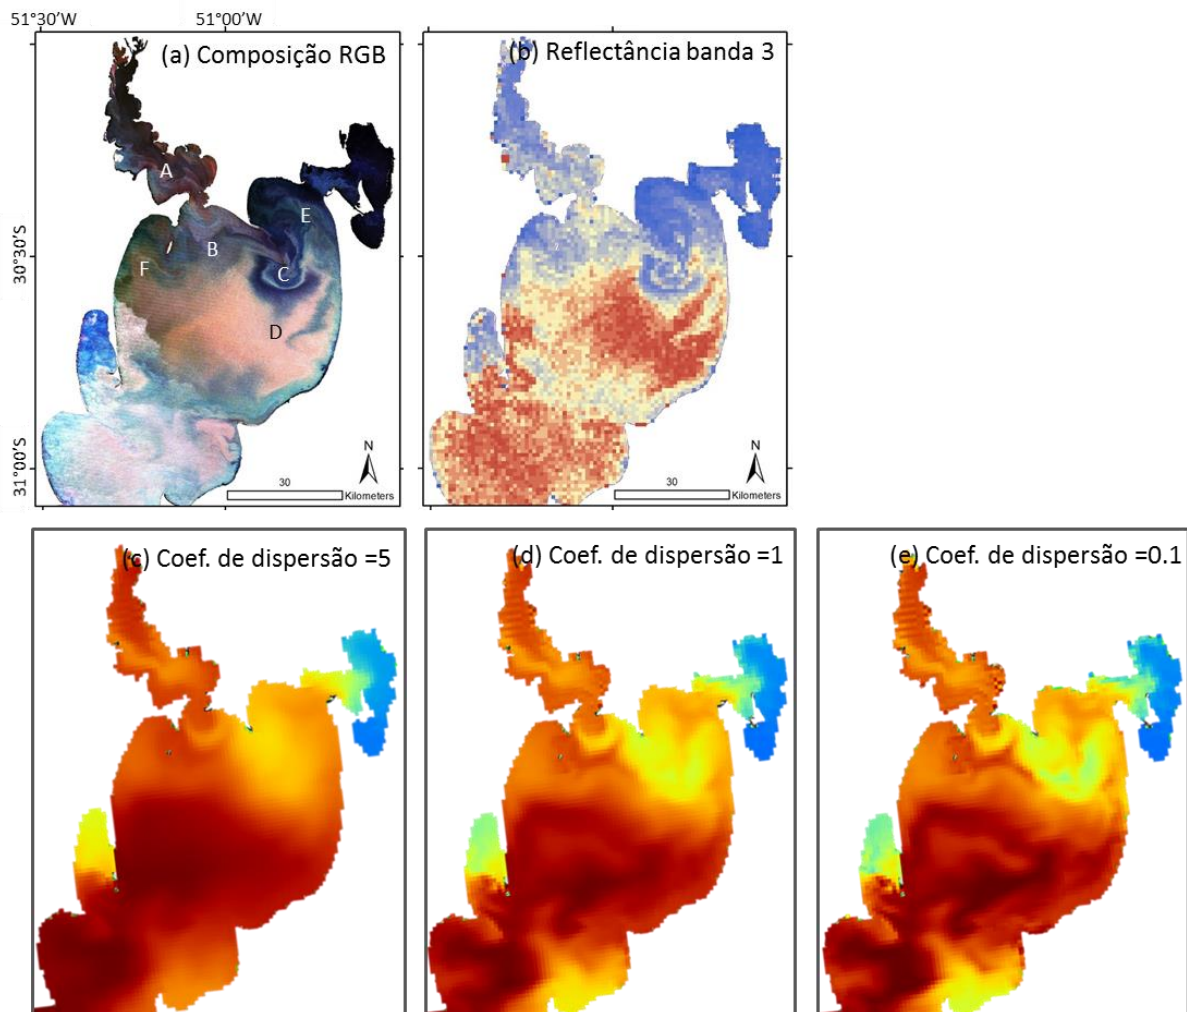 51°30’W 51°00’W
(a) Composição RGB
(b) Reflectância banda 3
A
E
B
F
C
D
30°30’S
31°00’S
N
30
Kilometers
N
30
Kilometers
(c) Coef. de dispersão =5
(d) Coef. de dispersão =1
(e) Coef. de dispersão =0.1